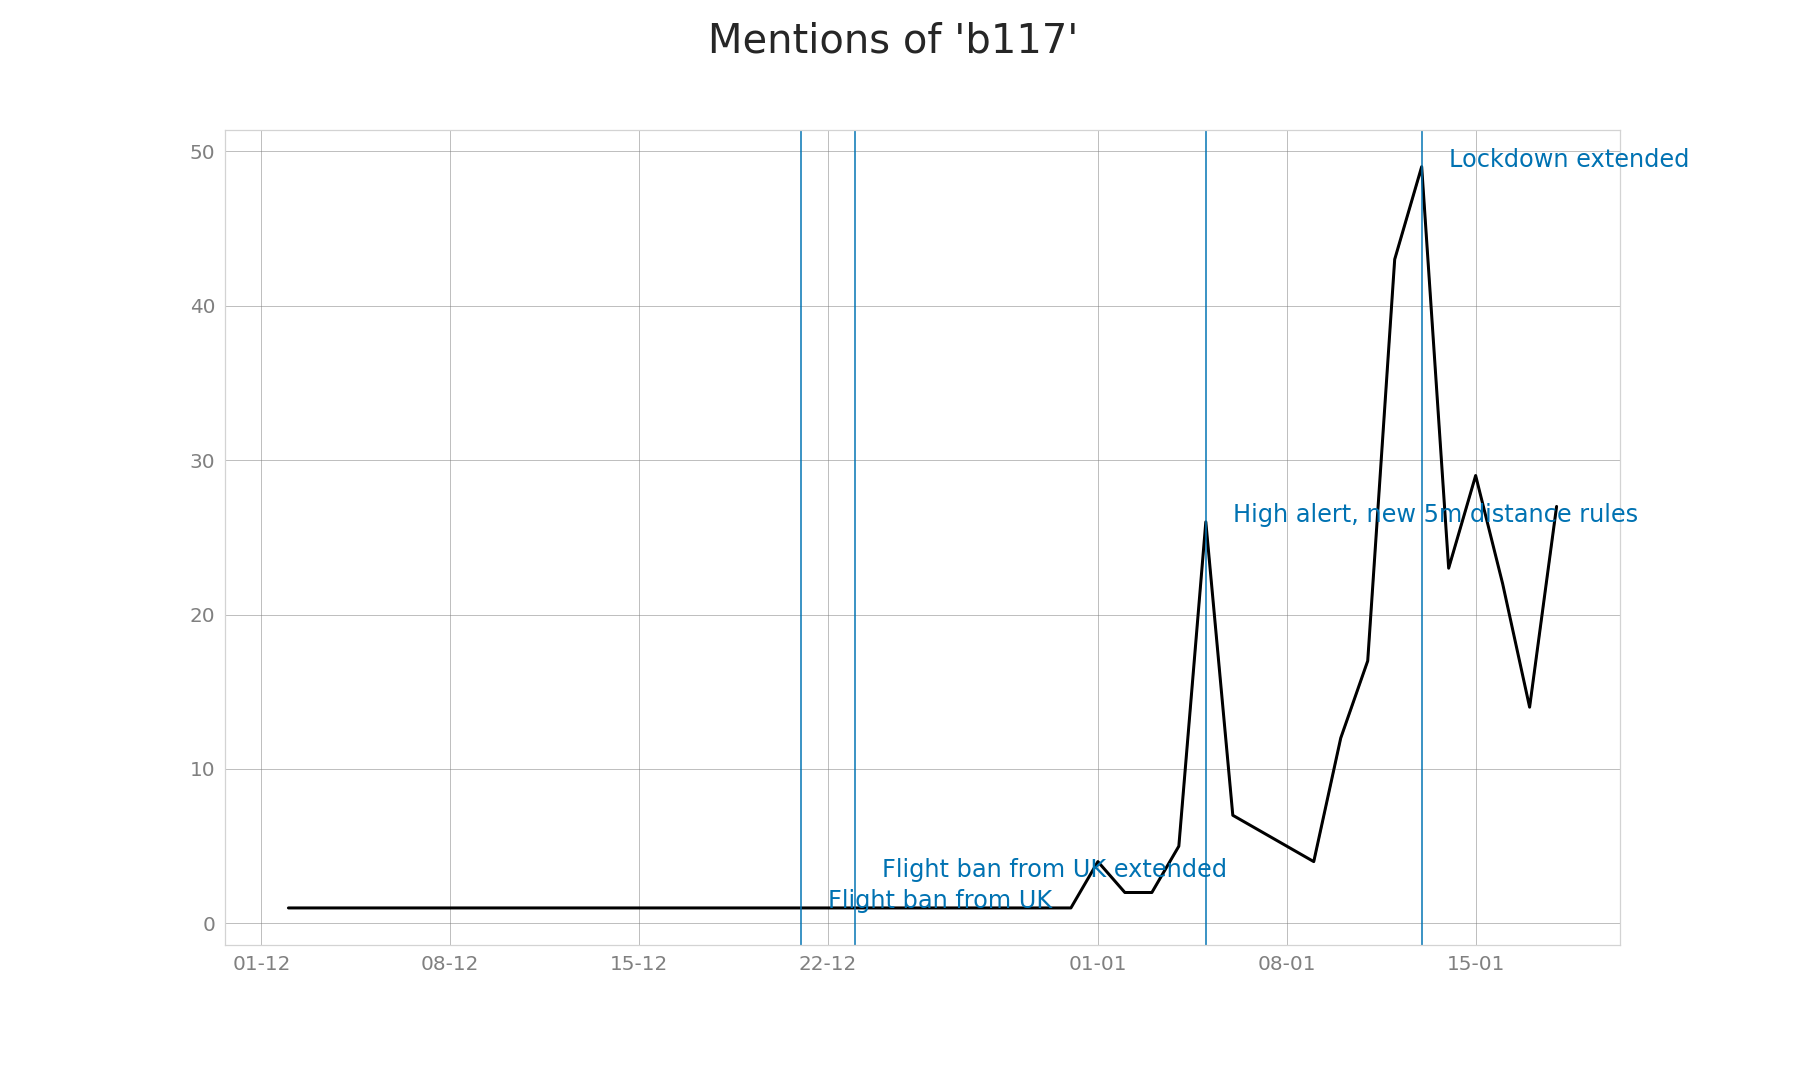 Mentions of 'b117'
50
Lockdown extended
40
30
High alert, new 5m distance rules
20
10
Flight ban from UK extended
Flight ban from UK
0
01-12 08-12 15-12 22-12 01-01 08-01 15-01